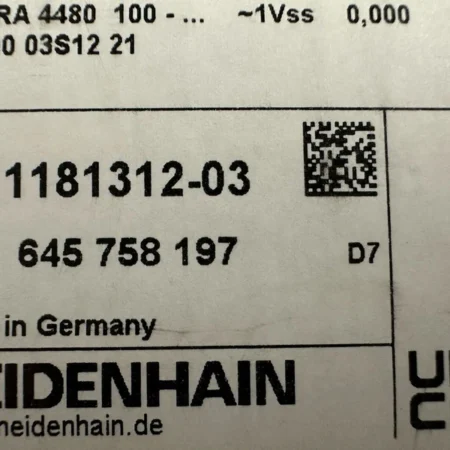 RA 4480 100 - ... ~1Vss 0,000
0 03S12 21
1181312-03
645 758 197 D7
in Germany
EIDENHAIN
heidenhain.de